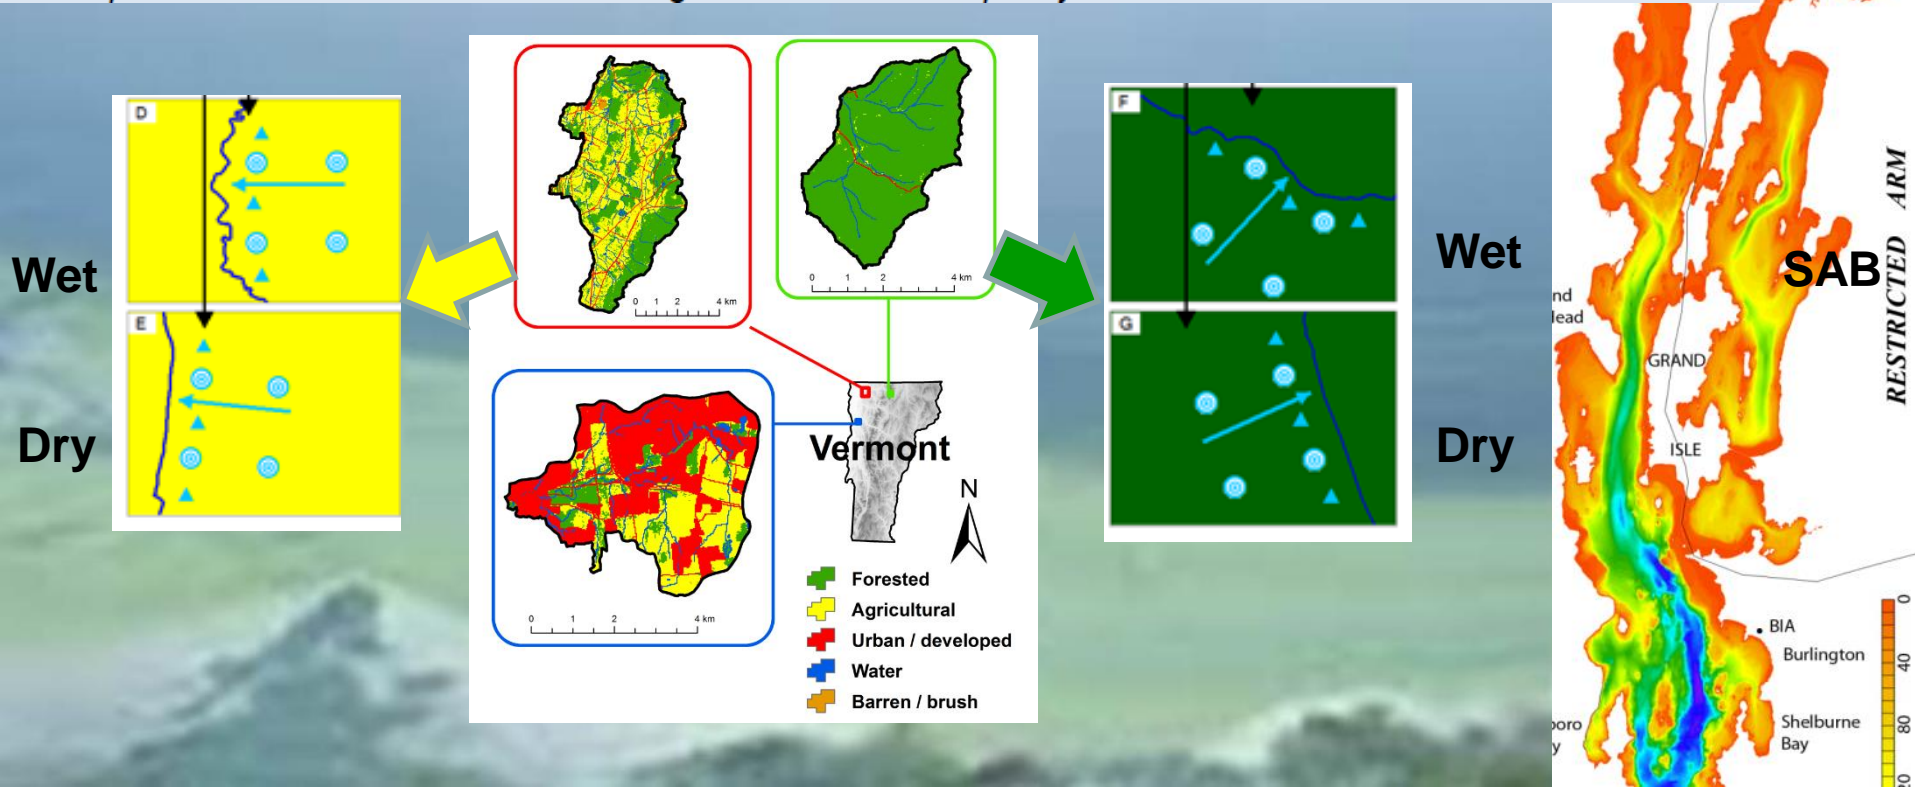 D
Wet
E
Dry
0 1 2 4 km
0 1 2 4 km
Vermont
N
0 1 2 4 km
Forested
Agricultural
Urban / developed
Water
Barren / brush
F
Wet
G
Dry
SAB
RESTRICTED ARM
GRAND
ISLE
BIA
Burlington
Shelburne
Bay
0
40
80